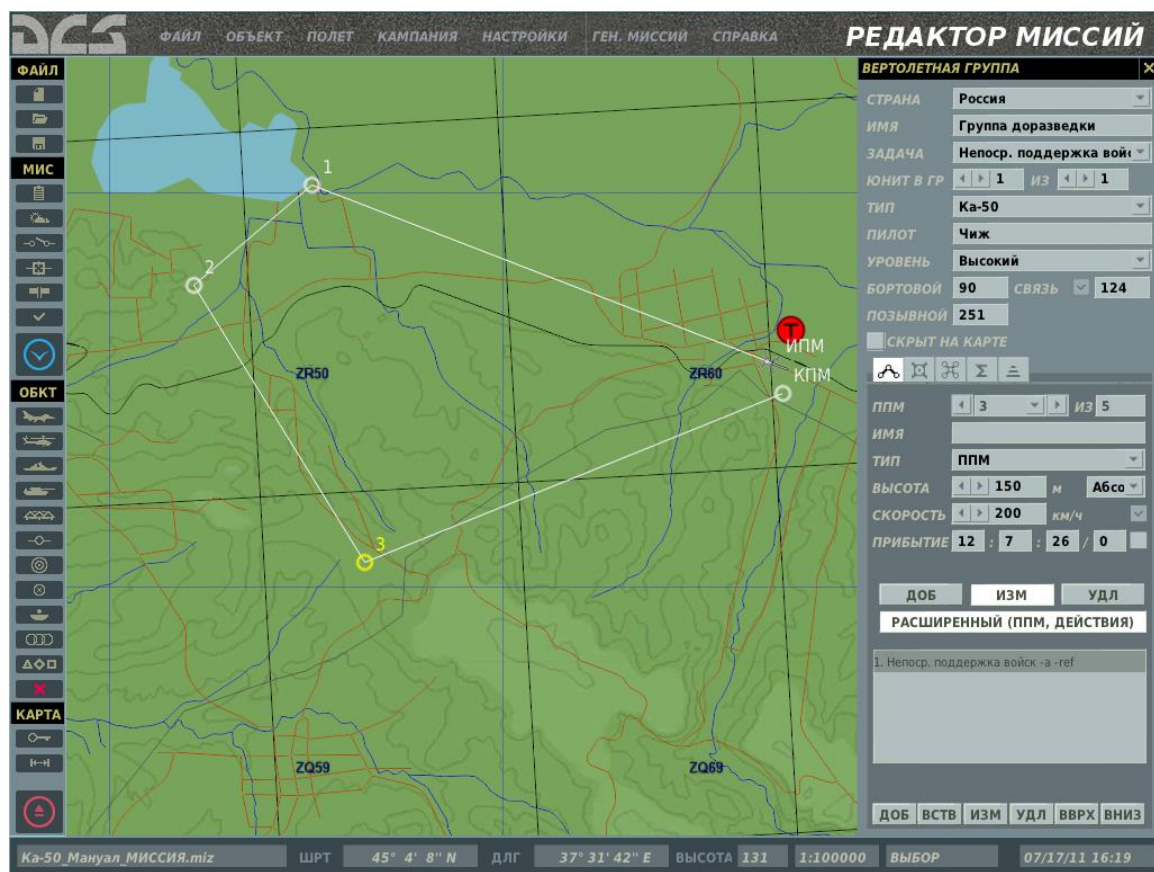 DCS ФАЙЛ ОБЪЕКТ ПОЛЕТ КАМПАНИЯ НАСТРОЙКИ ГЕН. МИССИЙ СПРАВКА РЕДАКТОР МИССИЙ
ФАЙЛ
МИС
ОБКТ
КАРТА
1
2
Т
ИПМ
КПМ
ZR50
ZR60
3
ZQ59
ZQ69
ВЕРТОЛЕТНАЯ ГРУППА
СТРАНА Россия
ИМЯ Группа доразведки
ЗАДАЧА Непоср. поддержка вой
ЮНИТ В ГР 1 ИЗ 1
ТИП Ка-50
ПИЛОТ Чиж
УРОВЕНЬ Высокий
БОРТОВОЙ 90 СВЯЗЬ 124
ПОЗЫВНОЙ 251
СКРЫТ НА КАРТЕ
ППМ 3 ИЗ 5
ИМЯ
ТИП ППМ
ВЫСОТА 150 м Абсо
СКОРОСТЬ 200 км/ч
ПРИБЫТИЕ 12 : 7 : 26 / 0
ДОБ ИЗМ УДЛ
РАСШИРЕННЫЙ (ППМ, ДЕЙСТВИЯ)
1. Непоср. поддержка войск -a -ref
ДОБ ВСТВ ИЗМ УДЛ ВВРХ ВНИЗ
Ка-50_Мануал_МИССИЯ.miz ШРТ 45° 4' 8" N ДЛГ 37° 31' 42" E ВЫСОТА 131 1:100000 ВЫБОР 07/17/11 16:19